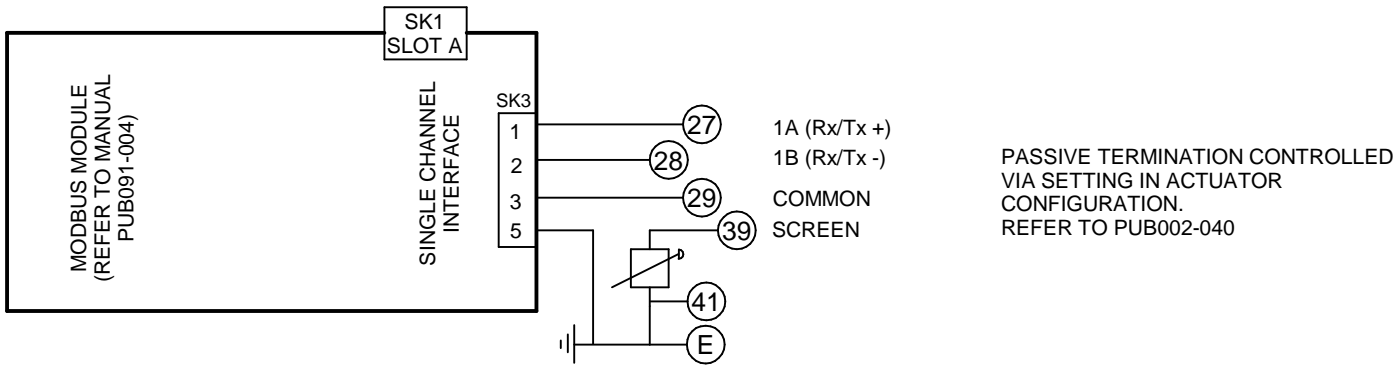 SK1
SLOT A
MODBUS MODULE
(REFER TO MANUAL
PUB091-004)
SINGLE CHANNEL
INTERFACE
SK3
1
2
3
5
27
1A (Rx/Tx +)
28
1B (Rx/Tx -)
29
COMMON
39
SCREEN
41
E
PASSIVE TERMINATION CONTROLLED
VIA SETTING IN ACTUATOR
CONFIGURATION.
REFER TO PUB002-040